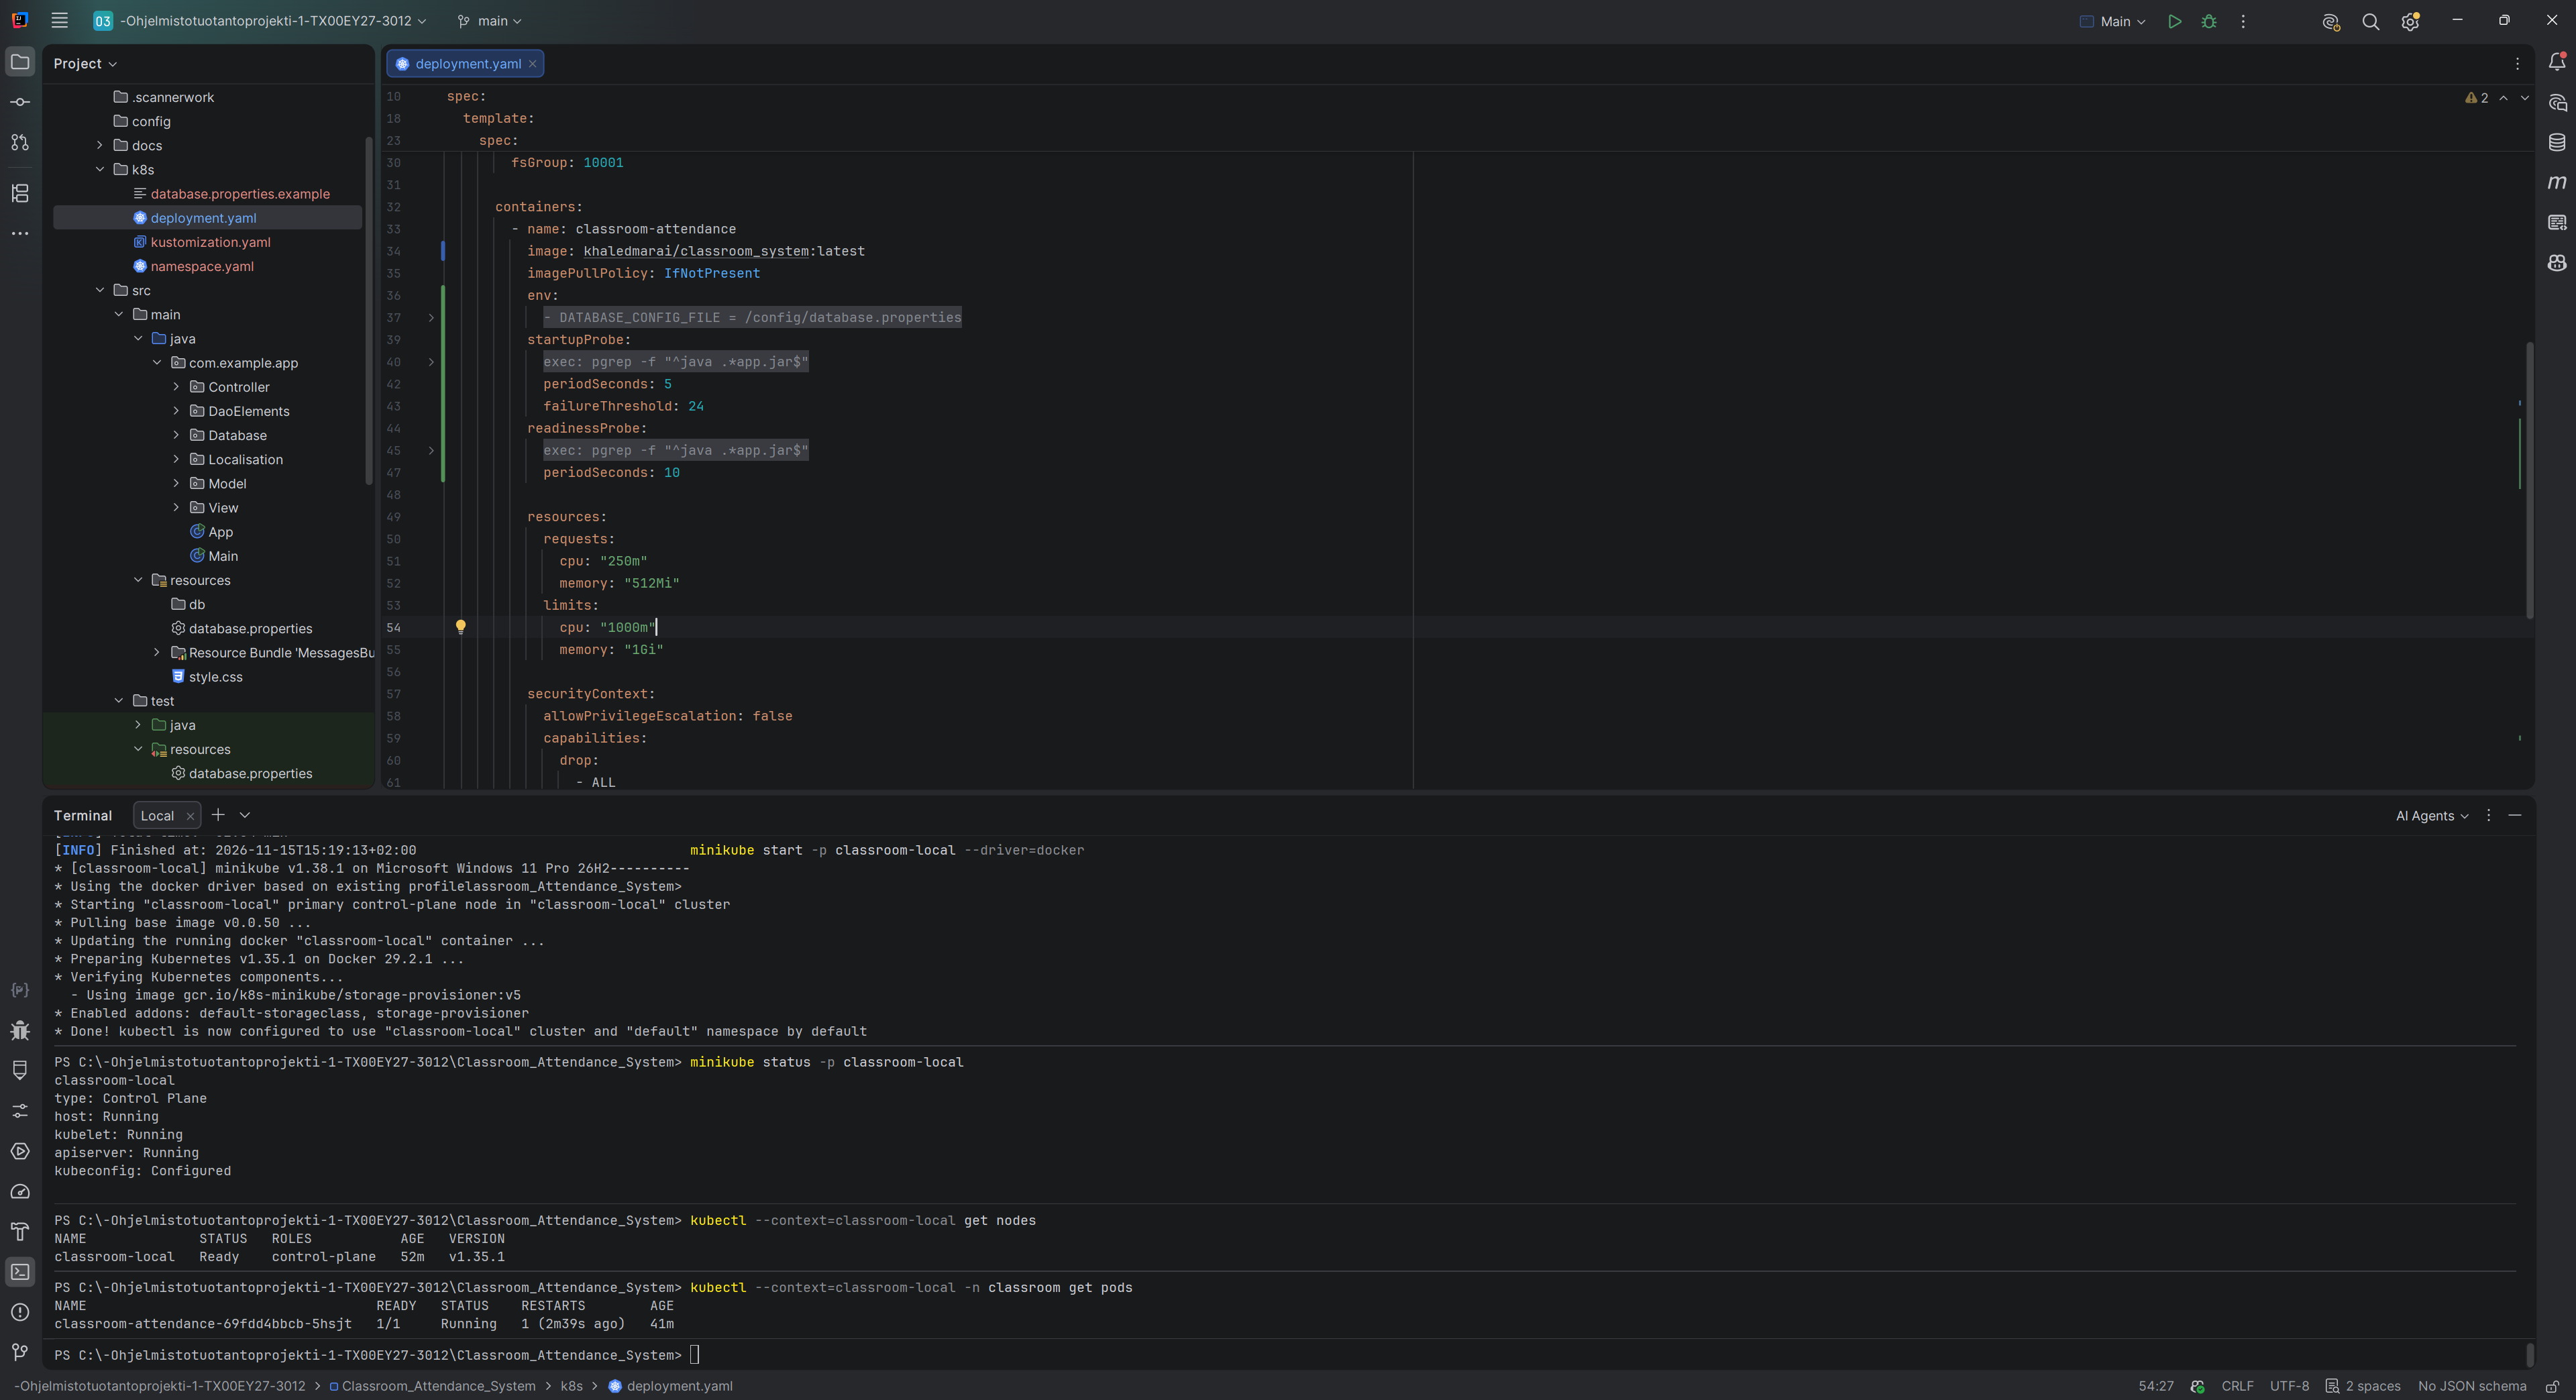 03 -Ohjelmistotuotantoprojekti-1-TX00EY27-3012 main Main
Project
.scannerwork
config
docs
k8s
database.properties.example
deployment.yaml
kustomization.yaml
namespace.yaml
src
main
java
com.example.app
Controller
DaoElements
Database
Localisation
Model
View
App
Main
resources
db
database.properties
Resource Bundle 'MessagesBu
style.css
test
java
resources
database.properties
deployment.yaml
2
10 spec:
18 template:
23 spec:
30 fsGroup: 10001
31
32 containers:
33 - name: classroom-attendance
34 image: khaledmarai/classroom_system:latest
35 imagePullPolicy: IfNotPresent
36 env:
37 - DATABASE_CONFIG_FILE = /config/database.properties
39 startupProbe:
40 exec: pgrep -f "^java .*app.jar$"
42 periodSeconds: 5
43 failureThreshold: 24
44 readinessProbe:
45 exec: pgrep -f "^java .*app.jar$"
47 periodSeconds: 10
48
49 resources:
50 requests:
51 cpu: "250m"
52 memory: "512Mi"
53 limits:
54 cpu: "1000m"
55 memory: "1Gi"
56
57 securityContext:
58 allowPrivilegeEscalation: false
59 capabilities:
60 drop:
61 - ALL
Terminal Local AI Agents
[INFO] Finished at: 2026-11-15T15:19:13+02:00 minikube start -p classroom-local --driver=docker
* [classroom-local] minikube v1.38.1 on Microsoft Windows 11 Pro 26H2----------
* Using the docker driver based on existing profilelassroom_Attendance_System>
* Starting "classroom-local" primary control-plane node in "classroom-local" cluster
* Pulling base image v0.0.50 ...
* Updating the running docker "classroom-local" container ...
* Preparing Kubernetes v1.35.1 on Docker 29.2.1 ...
* Verifying Kubernetes components...
- Using image gcr.io/k8s-minikube/storage-provisioner:v5
* Enabled addons: default-storageclass, storage-provisioner
* Done! kubectl is now configured to use "classroom-local" cluster and "default" namespace by default
PS C:\-Ohjelmistotuotantoprojekti-1-TX00EY27-3012\Classroom_Attendance_System> minikube status -p classroom-local
classroom-local
type: Control Plane
host: Running
kubelet: Running
apiserver: Running
kubeconfig: Configured
PS C:\-Ohjelmistotuotantoprojekti-1-TX00EY27-3012\Classroom_Attendance_System> kubectl --context=classroom-local get nodes
NAME STATUS ROLES AGE VERSION
classroom-local Ready control-plane 52m v1.35.1
PS C:\-Ohjelmistotuotantoprojekti-1-TX00EY27-3012\Classroom_Attendance_System> kubectl --context=classroom-local -n classroom get pods
NAME READY STATUS RESTARTS AGE
classroom-attendance-69fdd4bbcb-5hsjt 1/1 Running 1 (2m39s ago) 41m
PS C:\-Ohjelmistotuotantoprojekti-1-TX00EY27-3012\Classroom_Attendance_System>
-Ohjelmistotuotantoprojekti-1-TX00EY27-3012 > Classroom_Attendance_System > k8s > deployment.yaml 54:27 CRLF UTF-8 2 spaces No JSON schema